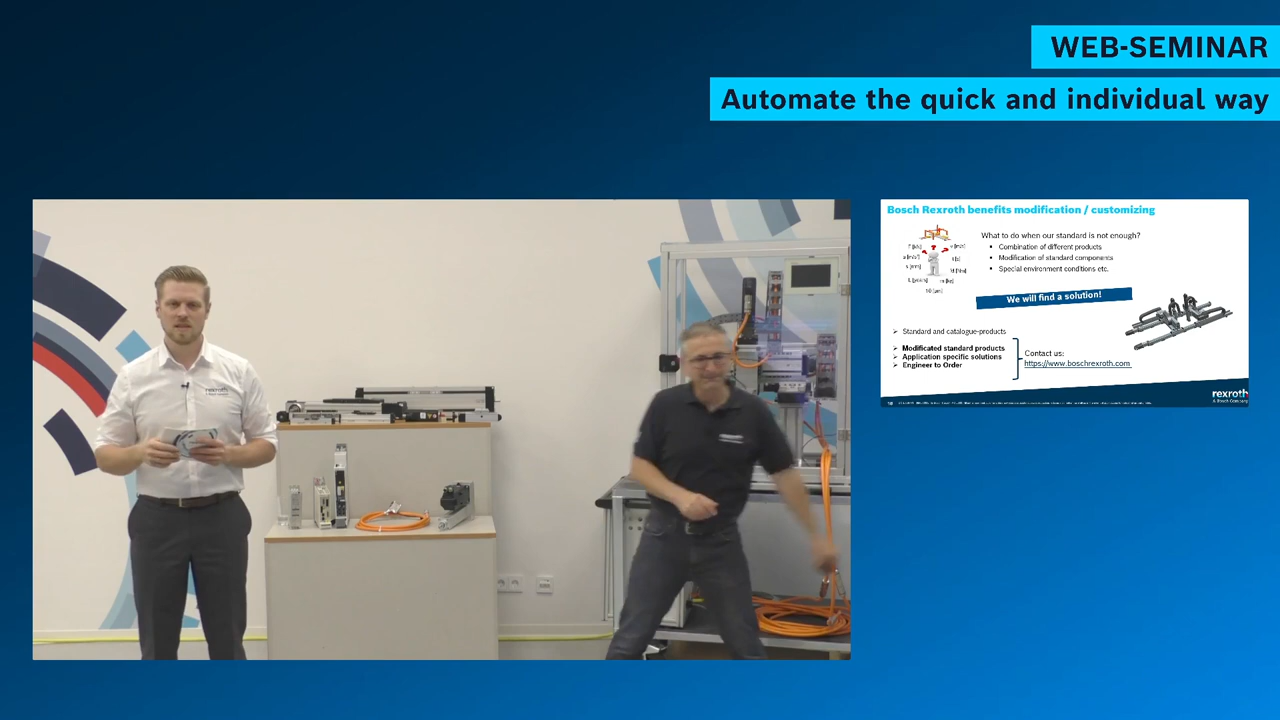 WEB-SEMINAR
Automate the quick and individual way
Bosch Rexroth benefits modification / customizing
What to do when our standard is not enough?
• Combination of different products
• Modification of standard components
• Special environment conditions etc.
We will find a solution!
➢ Standard and catalogue-products
➢ Modificated standard products
➢ Application specific solutions
➢ Engineer to Order
Contact us:
https://www.boschrexroth.com
rexroth
A Bosch Company
rexroth